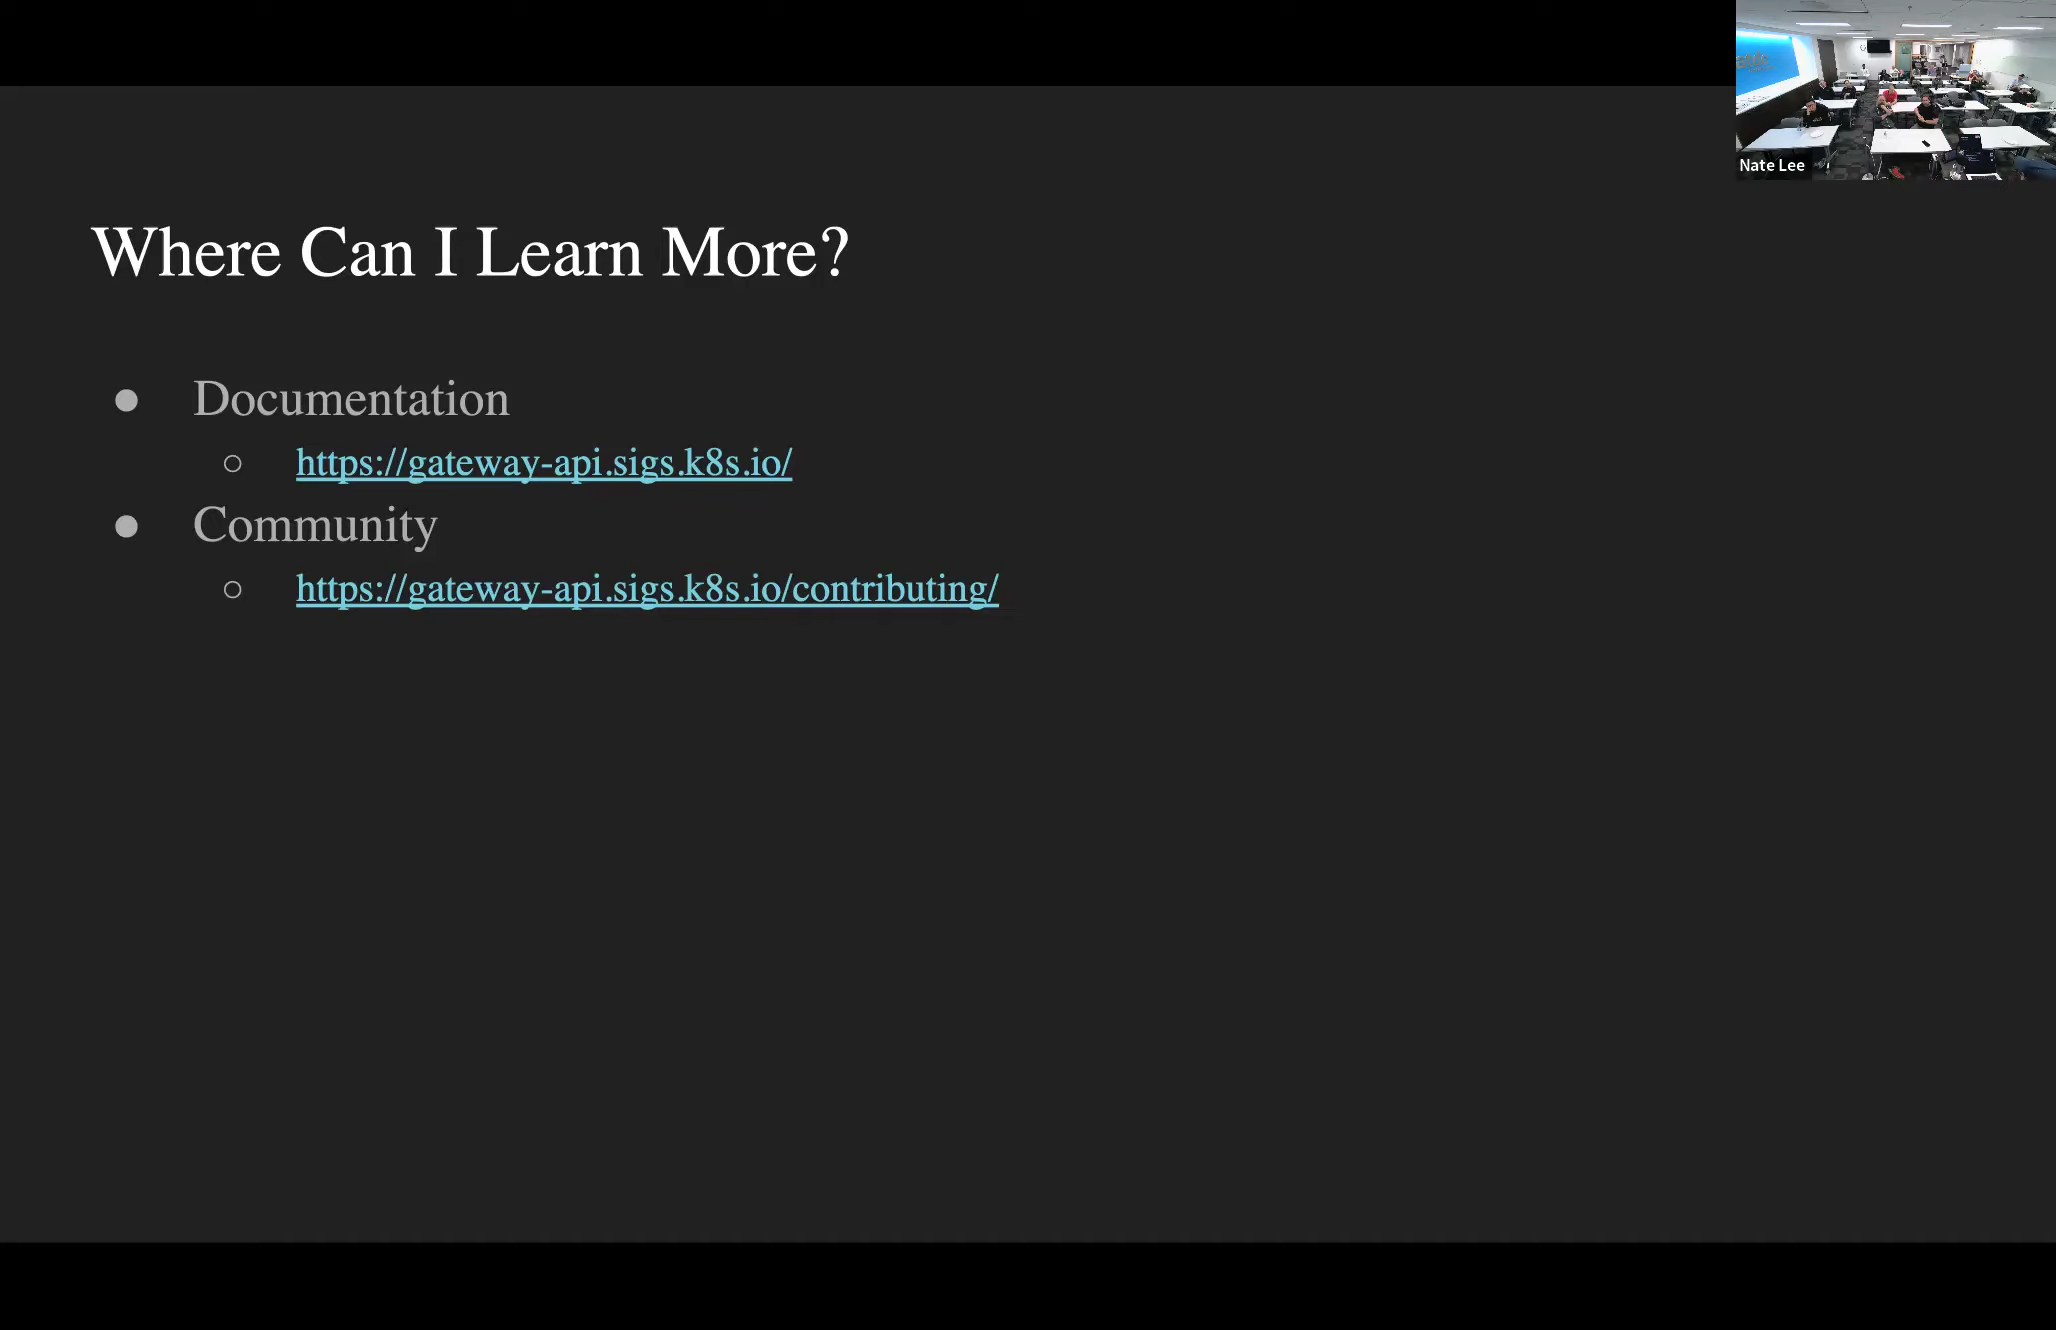 Nate Lee
Where Can I Learn More?
● Documentation
○ https://gateway-api.sigs.k8s.io/
● Community
○ https://gateway-api.sigs.k8s.io/contributing/